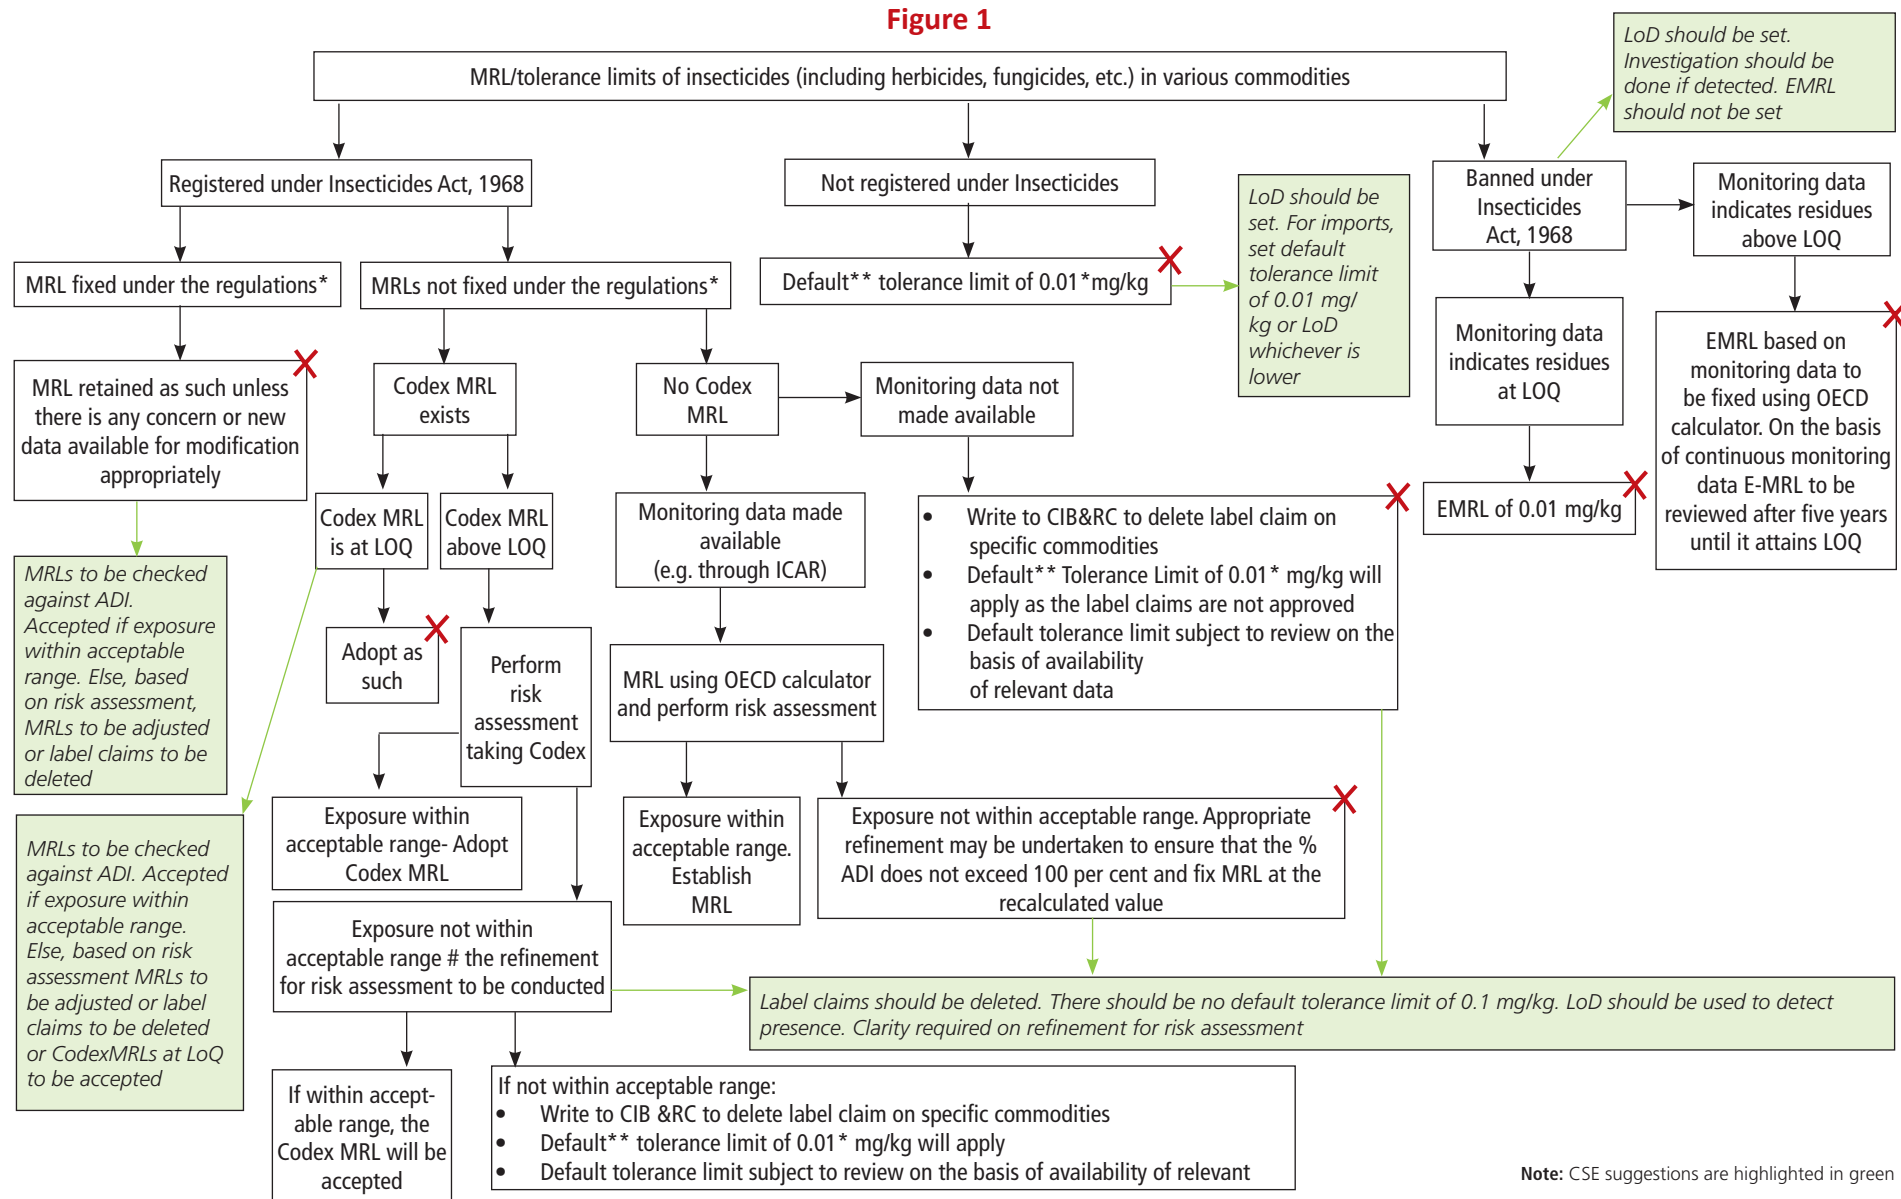 Figure 1
MRL/tolerance limits of insecticides (including herbicides, fungicides, etc.) in various commodities
LoD should be set.
Investigation should be
done if detected. EMRL
should not be set
Registered under Insecticides Act, 1968
Not registered under Insecticides
Banned under
Insecticides
Act, 1968
Monitoring data
indicates residues
above LOQ
LoD should be
set. For imports,
set default
tolerance limit
of 0.01 mg/
kg or LoD
whichever is
lower
MRL fixed under the regulations*
MRLs not fixed under the regulations*
Default** tolerance limit of 0.01*mg/kg
MRL retained as such unless
there is any concern or new
data available for modification
appropriately
Codex MRL
exists
No Codex
MRL
Monitoring data not
made available
Monitoring data
indicates residues
at LOQ
EMRL based on
monitoring data to
be fixed using OECD
calculator. On the basis
of continuous monitoring
data E-MRL to be
reviewed after five years
until it attains LOQ
EMRL of 0.01 mg/kg
Codex MRL
is at LOQ
Codex MRL
above LOQ
Monitoring data made
available
(e.g. through ICAR)
• Write to CIB&RC to delete label claim on
specific commodities
• Default** Tolerance Limit of 0.01* mg/kg will
apply as the label claims are not approved
• Default tolerance limit subject to review on the
basis of availability
of relevant data
MRLs to be checked
against ADI.
Accepted if exposure
within acceptable
range. Else, based
on risk assessment,
MRLs to be adjusted
or label claims to be
deleted
Adopt as
such
Perform
risk
assessment
taking Codex
MRL using OECD calculator
and perform risk assessment
Exposure within
acceptable range- Adopt
Codex MRL
Exposure within
acceptable range.
Establish
MRL
Exposure not within acceptable range. Appropriate
refinement may be undertaken to ensure that the %
ADI does not exceed 100 per cent and fix MRL at the
recalculated value
MRLs to be checked
against ADI. Accepted
if exposure within
acceptable range.
Else, based on risk
assessment MRLs to
be adjusted or label
claims to be deleted
or CodexMRLs at LoQ
to be accepted
Exposure not within
acceptable range # the refinement
for risk assessment to be conducted
Label claims should be deleted. There should be no default tolerance limit of 0.1 mg/kg. LoD should be used to detect
presence. Clarity required on refinement for risk assessment
If within accept-
able range, the
Codex MRL will be
accepted
If not within acceptable range:
• Write to CIB &RC to delete label claim on specific commodities
• Default** tolerance limit of 0.01* mg/kg will apply
• Default tolerance limit subject to review on the basis of availability of relevant
Note: CSE suggestions are highlighted in green